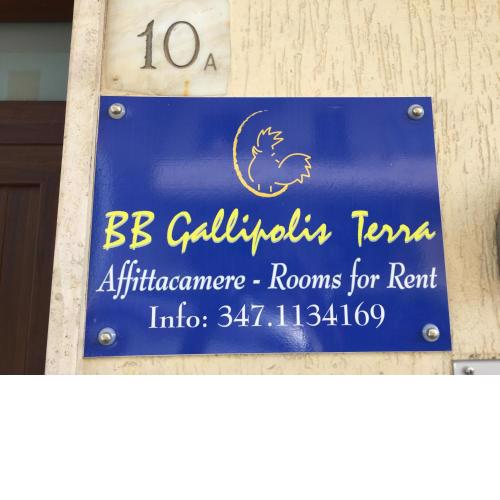 10A
BB Gallipolis Terra
Affittacamere - Rooms for Rent
Info: 347.1134169